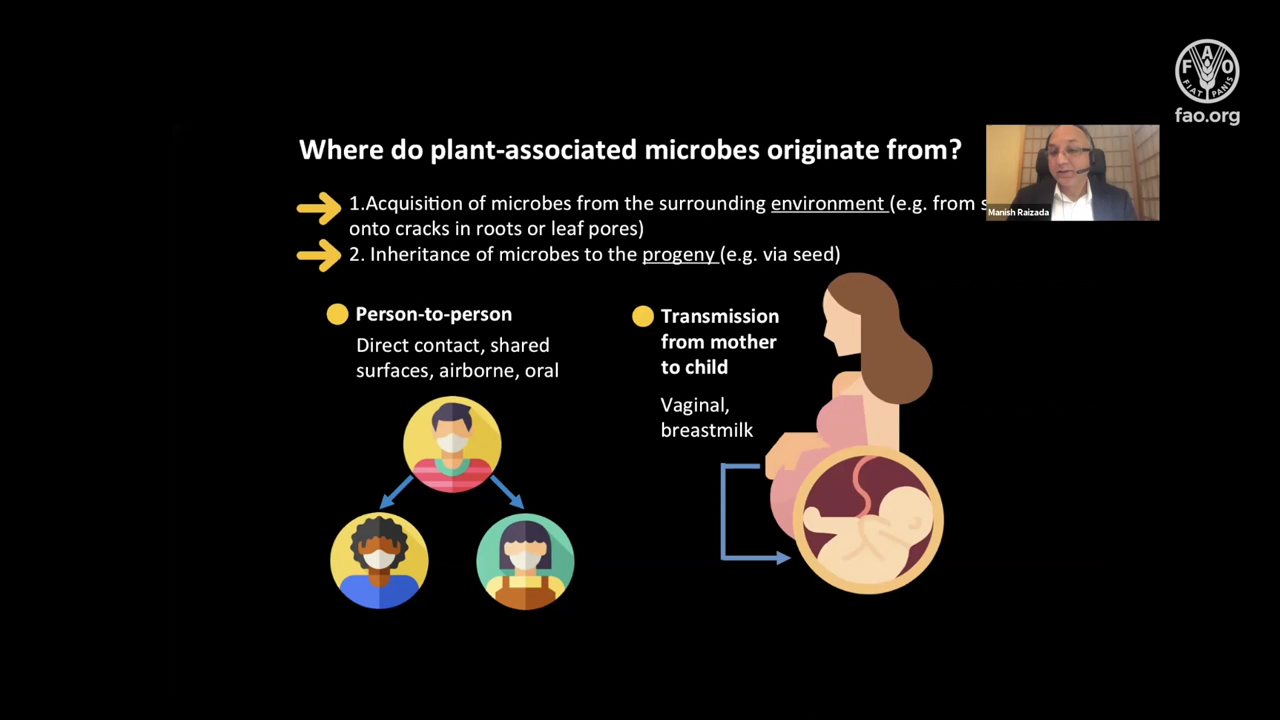 FAO
FIAT PANIS
fao.org
Where do plant-associated microbes originate from?
Manish Raizada
1.Acquisition of microbes from the surrounding environment (e.g. from
onto cracks in roots or leaf pores)
2. Inheritance of microbes to the progeny (e.g. via seed)
Person-to-person
Direct contact, shared
surfaces, airborne, oral
Transmission
from mother
to child
Vaginal,
breastmilk